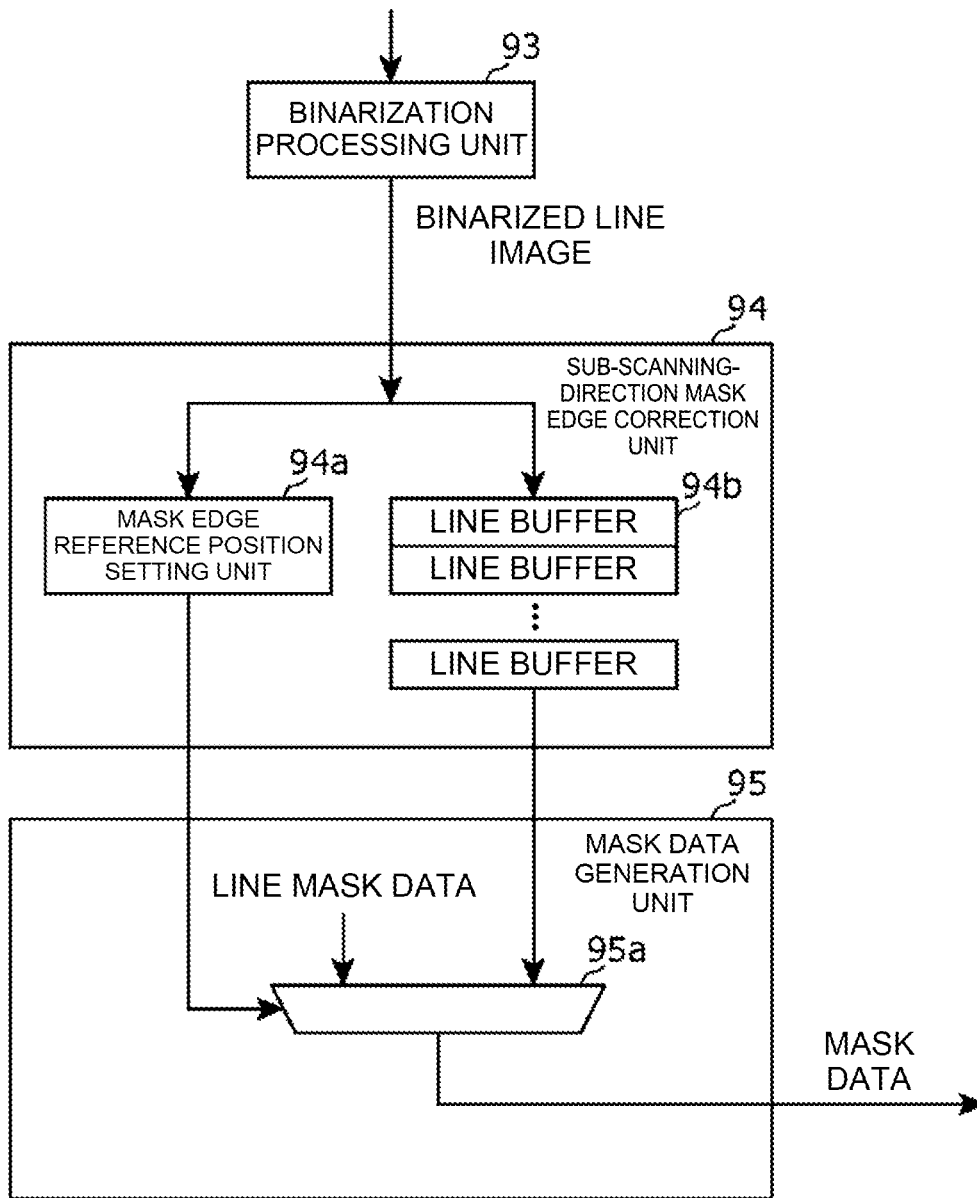 93
BINARIZATION
PROCESSING UNIT
BINARIZED LINE
IMAGE
94
SUB-SCANNING-
DIRECTION MASK
EDGE CORRECTION
UNIT
94a
MASK EDGE
REFERENCE POSITION
SETTING UNIT
94b
LINE BUFFER
LINE BUFFER
⋮
LINE BUFFER
95
MASK DATA
GENERATION
UNIT
LINE MASK DATA
95a
MASK
DATA